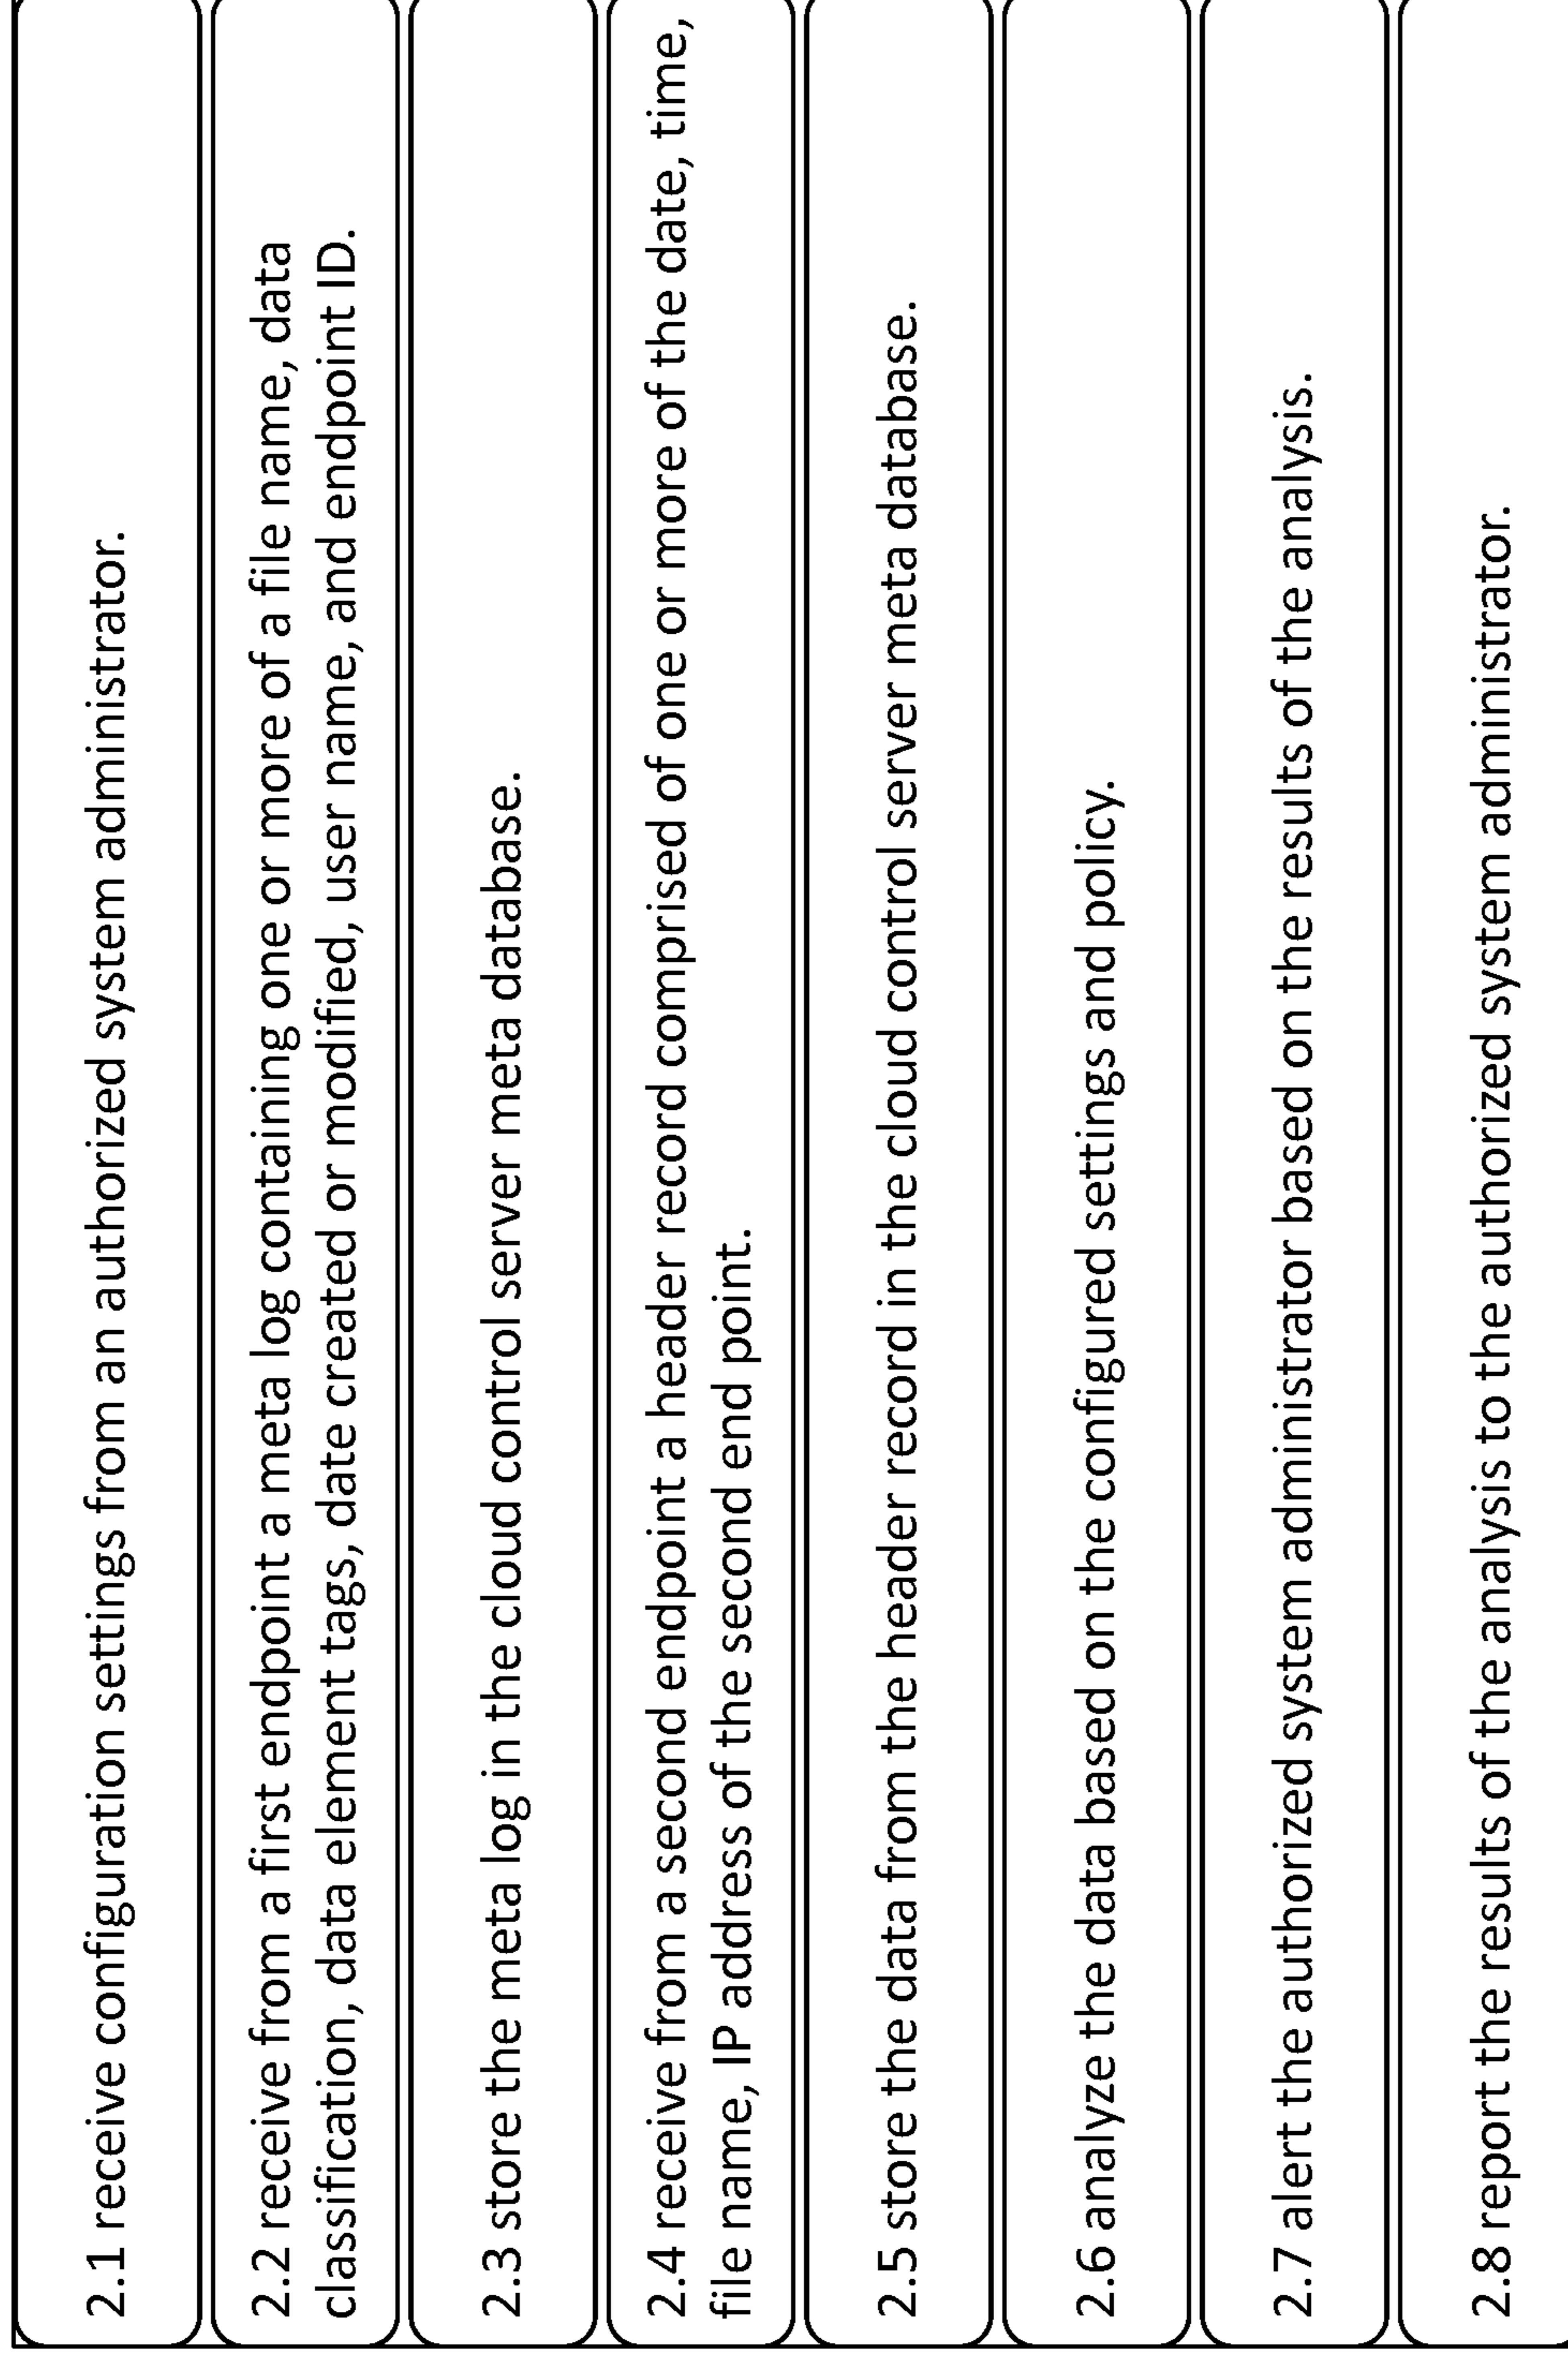 2.1 receive configuration settings from an authorized system administrator.
2.2 receive from a first endpoint a meta log containing one or more of a file name, data
classification, data element tags, date created or modified, user name, and endpoint ID.
2.3 store the meta log in the cloud control server meta database.
2.4 receive from a second endpoint a header record comprised of one or more of the date, time,
file name, IP address of the second end point.
2.5 store the data from the header record in the cloud control server meta database.
2.6 analyze the data based on the configured settings and policy.
2.7 alert the authorized system administrator based on the results of the analysis.
2.8 report the results of the analysis to the authorized system administrator.